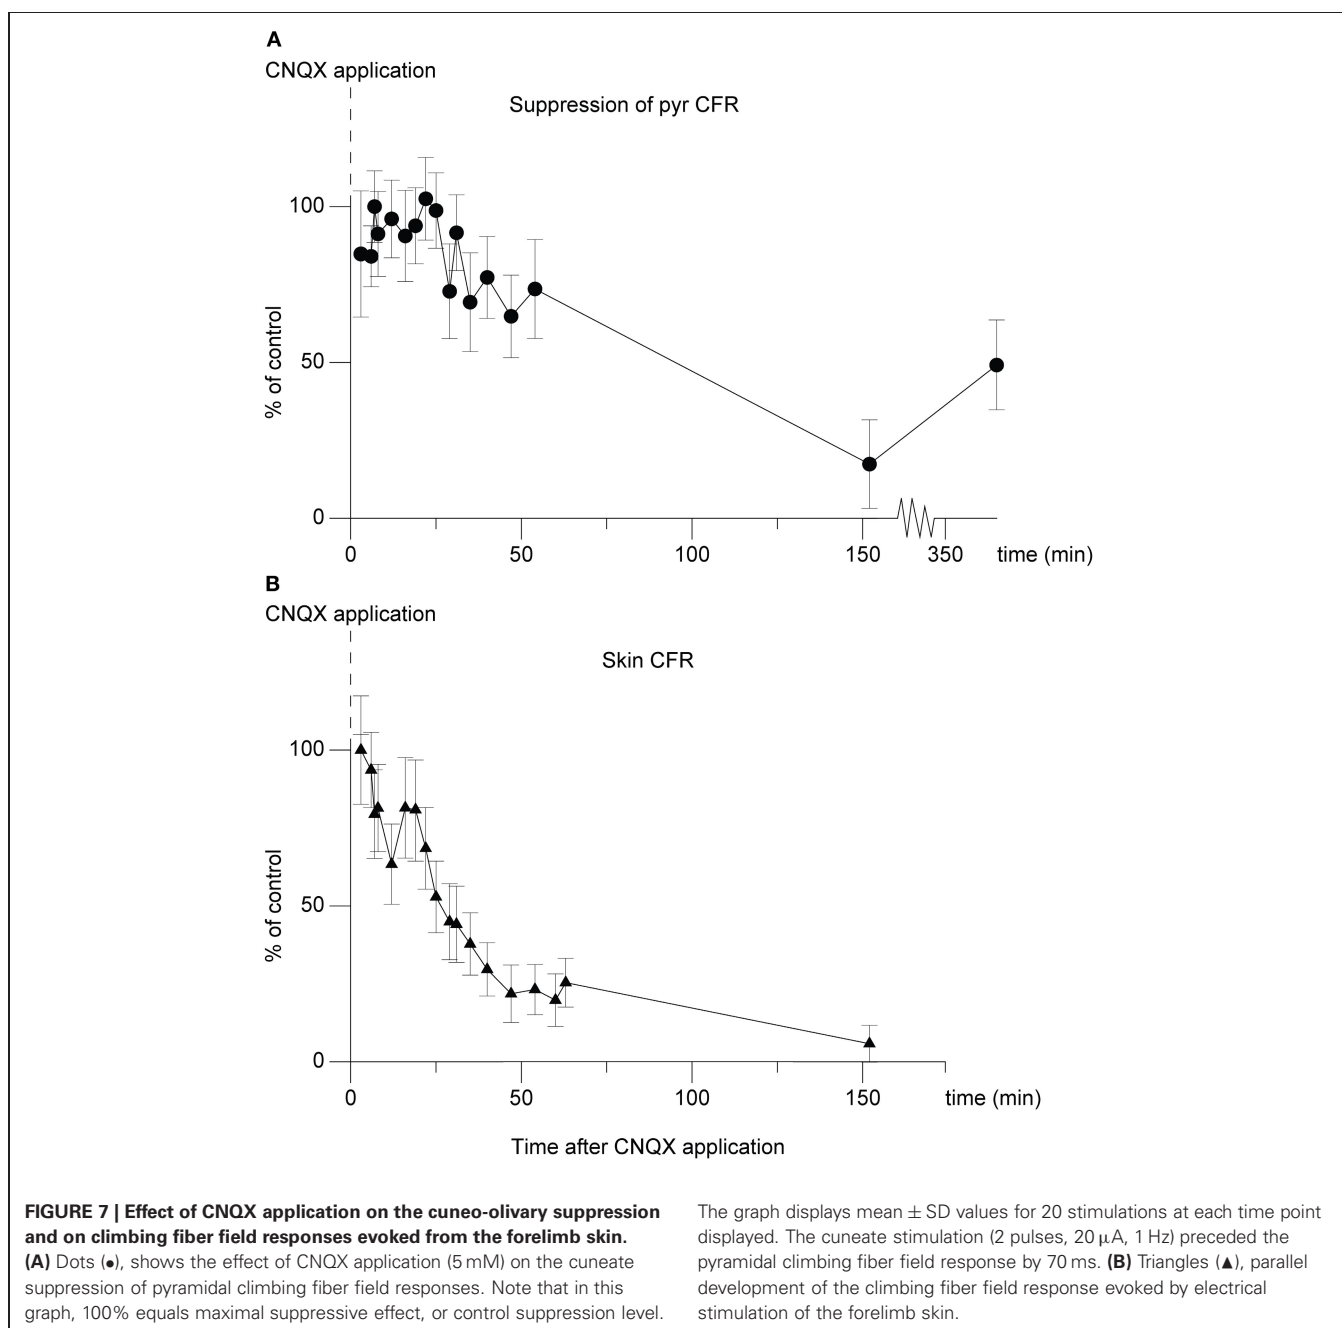 A
CNQX application
Suppression of pyr CFR
100
50
0
% of control
0 50 100 150 350 time (min)
B
CNQX application
Skin CFR
100
50
0
% of control
0 50 100 150 time (min)
Time after CNQX application
FIGURE 7 | Effect of CNQX application on the cuneo-olivary suppression
and on climbing fiber field responses evoked from the forelimb skin.
(A) Dots (●), shows the effect of CNQX application (5 mM) on the cuneate
suppression of pyramidal climbing fiber field responses. Note that in this
graph, 100% equals maximal suppressive effect, or control suppression level.
The graph displays mean ± SD values for 20 stimulations at each time point
displayed. The cuneate stimulation (2 pulses, 20 μA, 1 Hz) preceded the
pyramidal climbing fiber field response by 70 ms. (B) Triangles (▲), parallel
development of the climbing fiber field response evoked by electrical
stimulation of the forelimb skin.